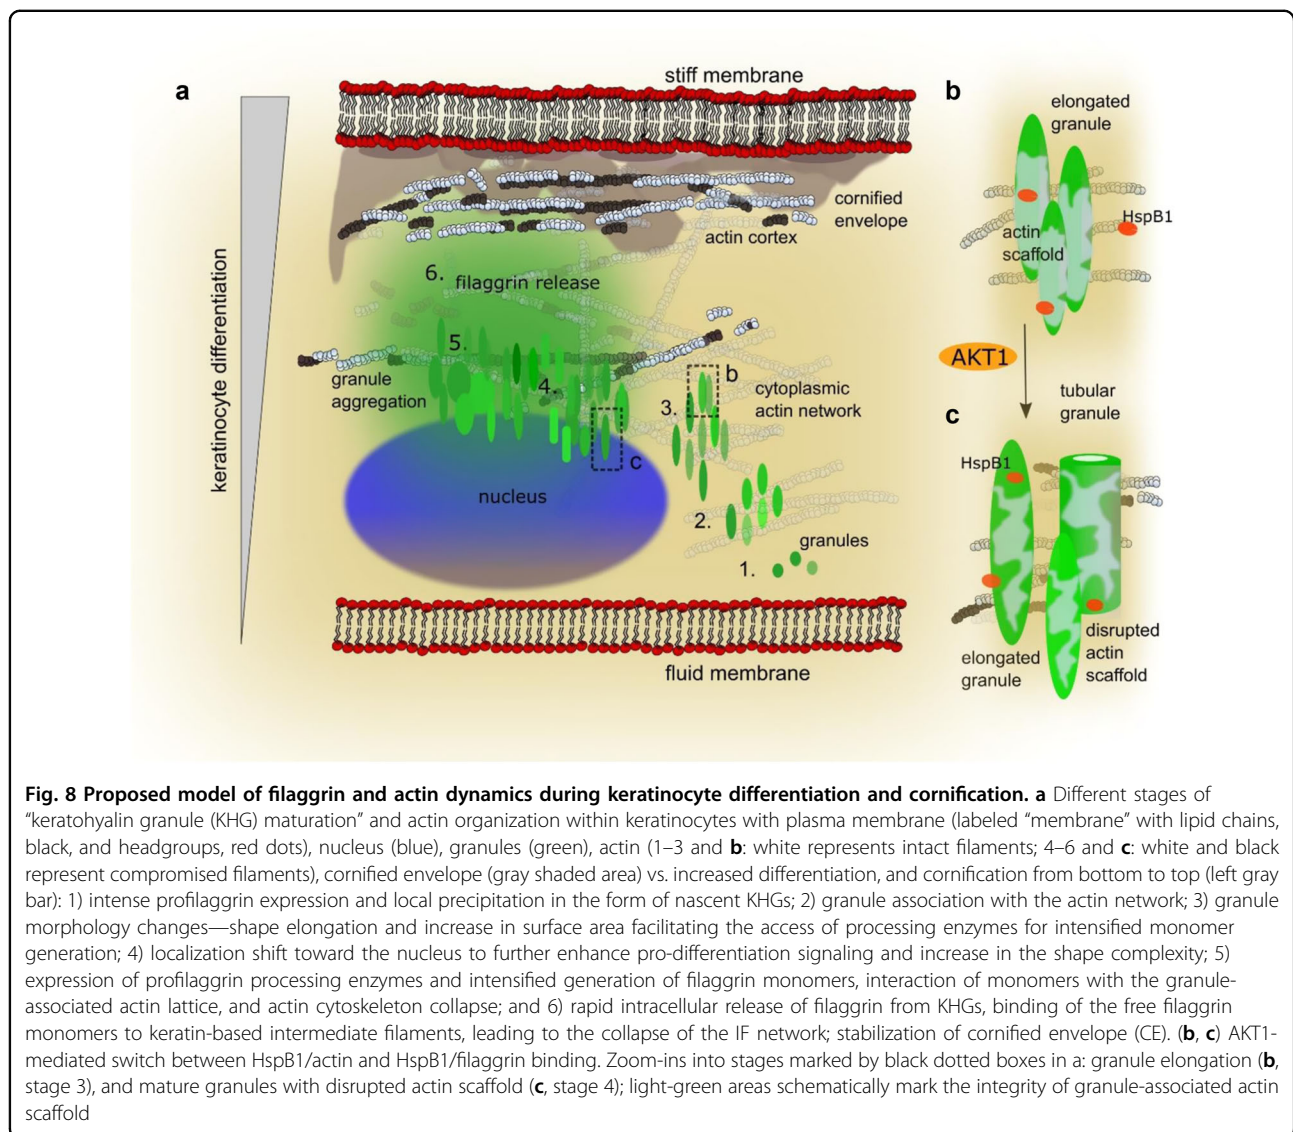 a
stiff membrane
keratinocyte differentiation
cornified
envelope
actin cortex
6.
filaggrin release
5.
granule
aggregation
4.
3.
b
cytoplasmic
actin network
c
nucleus
2.
granules
1.
fluid membrane
b
elongated
granule
HspB1
actin
scaffold
AKT1
tubular
granule
c
HspB1
elongated
granule
disrupted
actin
scaffold
Fig. 8 Proposed model of filaggrin and actin dynamics during keratinocyte differentiation and cornification. a Different stages of
“keratohyalin granule (KHG) maturation” and actin organization within keratinocytes with plasma membrane (labeled “membrane” with lipid chains,
black, and headgroups, red dots), nucleus (blue), granules (green), actin (1–3 and b: white represents intact filaments; 4–6 and c: white and black
represent compromised filaments), cornified envelope (gray shaded area) vs. increased differentiation, and cornification from bottom to top (left gray
bar): 1) intense profilaggrin expression and local precipitation in the form of nascent KHGs; 2) granule association with the actin network; 3) granule
morphology changes—shape elongation and increase in surface area facilitating the access of processing enzymes for intensified monomer
generation; 4) localization shift toward the nucleus to further enhance pro-differentiation signaling and increase in the shape complexity; 5)
expression of profilaggrin processing enzymes and intensified generation of filaggrin monomers, interaction of monomers with the granule-
associated actin lattice, and actin cytoskeleton collapse; and 6) rapid intracellular release of filaggrin from KHGs, binding of the free filaggrin
monomers to keratin-based intermediate filaments, leading to the collapse of the IF network; stabilization of cornified envelope (CE). (b, c) AKT1-
mediated switch between HspB1/actin and HspB1/filaggrin binding. Zoom-ins into stages marked by black dotted boxes in a: granule elongation (b,
stage 3), and mature granules with disrupted actin scaffold (c, stage 4); light-green areas schematically mark the integrity of granule-associated actin
scaffold